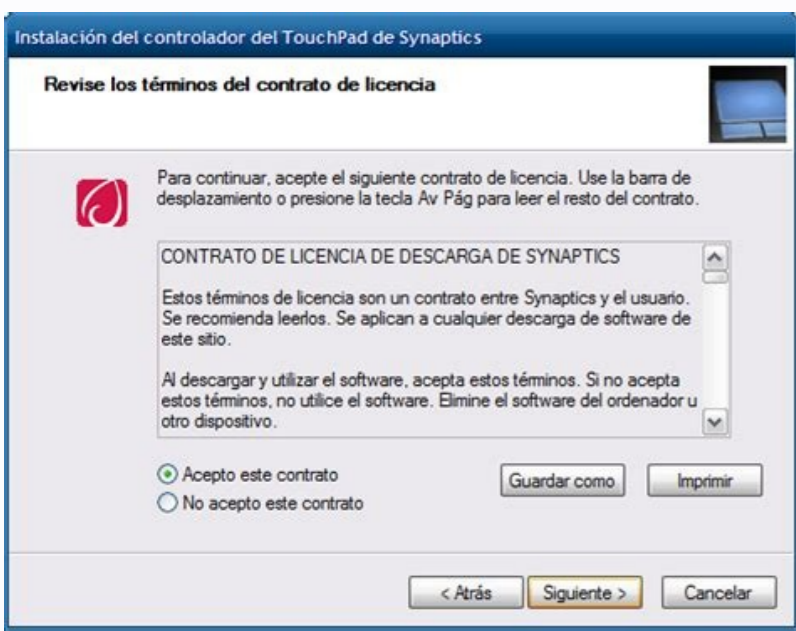 Instalación del controlador del TouchPad de Synaptics
Revise los términos del contrato de licencia
Para continuar, acepte el siguiente contrato de licencia. Use la barra de
desplazamiento o presione la tecla Av Pág para leer el resto del contrato.
CONTRATO DE LICENCIA DE DESCARGA DE SYNAPTICS
Estos términos de licencia son un contrato entre Synaptics y el usuario.
Se recomienda leerlos. Se aplican a cualquier descarga de software de
este sitio.
Al descargar y utilizar el software, acepta estos términos. Si no acepta
estos términos, no utilice el software. Elimine el software del ordenador u
otro dispositivo.
Acepto este contrato
No acepto este contrato
Guardar como
Imprimir
< Atrás
Siguiente >
Cancelar